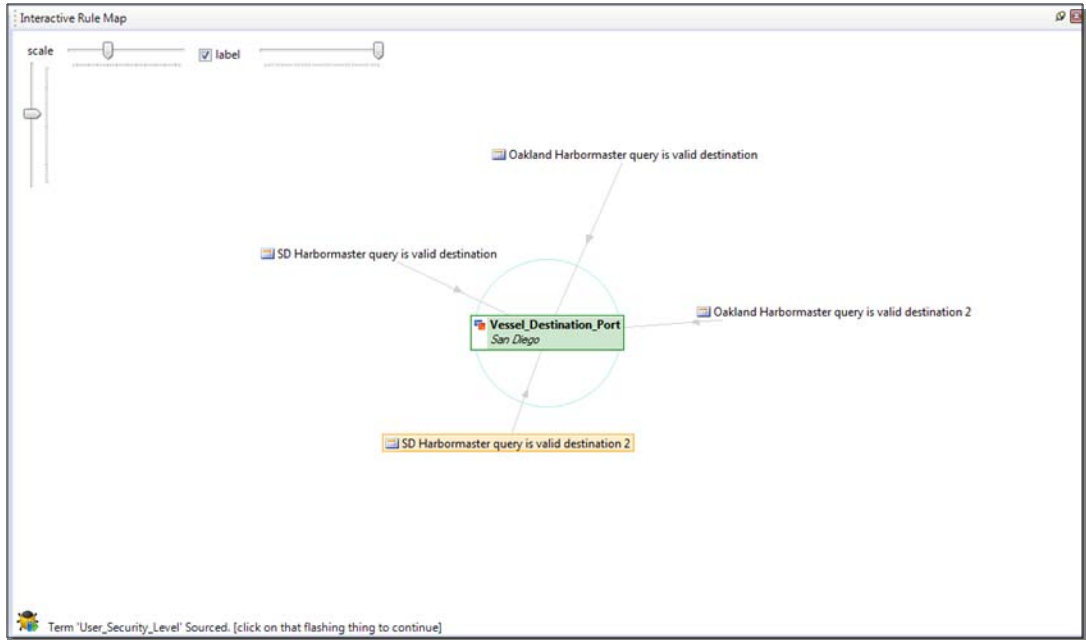 Interactive Rule Map
scale
label
Oakland Harbormaster query is valid destination
SD Harbormaster query is valid destination
Oakland Harbormaster query is valid destination 2
Vessel_Destination_Port
San Diego
SD Harbormaster query is valid destination 2
Term 'User_Security_Level' Sourced. [click on that flashing thing to continue]